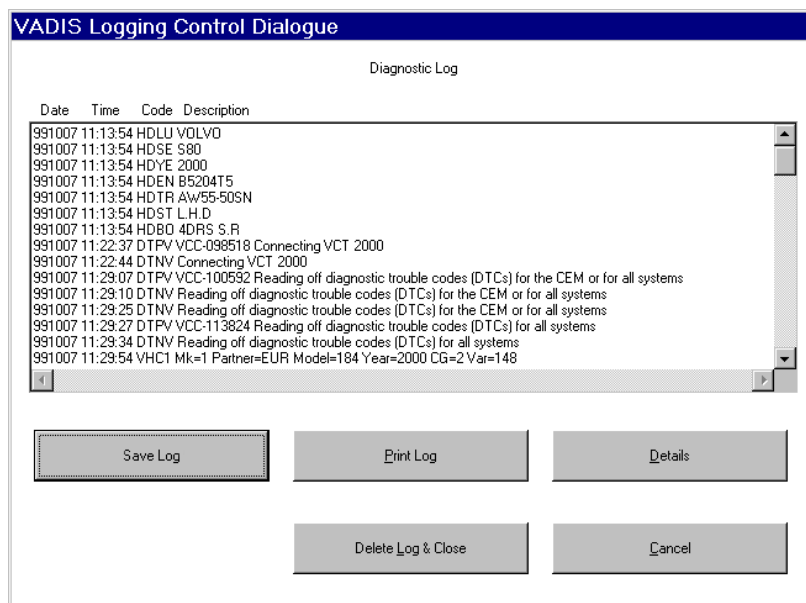 VADIS Logging Control Dialogue
Diagnostic Log
Date Time Code Description
991007 11:13:54 HDLU VOLVO
991007 11:13:54 HDSE S80
991007 11:13:54 HDYE 2000
991007 11:13:54 HDEN B5204T5
991007 11:13:54 HDTR AW55-50SN
991007 11:13:54 HDST L.H.D
991007 11:13:54 HDBO 4DRS S.R
991007 11:22:37 DTPV VCC-098518 Connecting VCT 2000
991007 11:22:44 DTNV Connecting VCT 2000
991007 11:29:07 DTPV VCC-100592 Reading off diagnostic trouble codes (DTCs) for the CEM or for all systems
991007 11:29:10 DTNV Reading off diagnostic trouble codes (DTCs) for the CEM or for all systems
991007 11:29:25 DTNV Reading off diagnostic trouble codes (DTCs) for the CEM or for all systems
991007 11:29:27 DTPV VCC-113824 Reading off diagnostic trouble codes (DTCs) for all systems
991007 11:29:34 DTNV Reading off diagnostic trouble codes (DTCs) for all systems
991007 11:29:54 VHC1 Mk=1 Partner=EUR Model=184 Year=2000 CG=2 Var=148
Save Log Print Log Details
Delete Log & Close Cancel